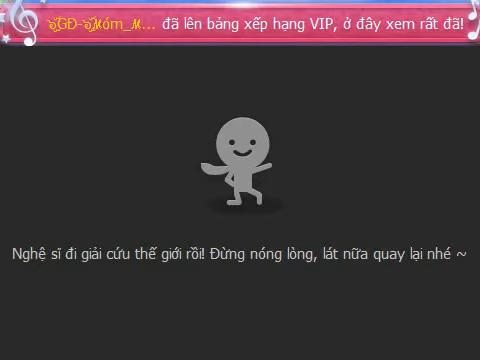 GĐ-Móm_M... đã lên bảng xếp hạng VIP, ở đây xem rất đã!
Nghệ sĩ đi giải cứu thế giới rồi! Đừng nóng lòng, lát nữa quay lại nhé ~